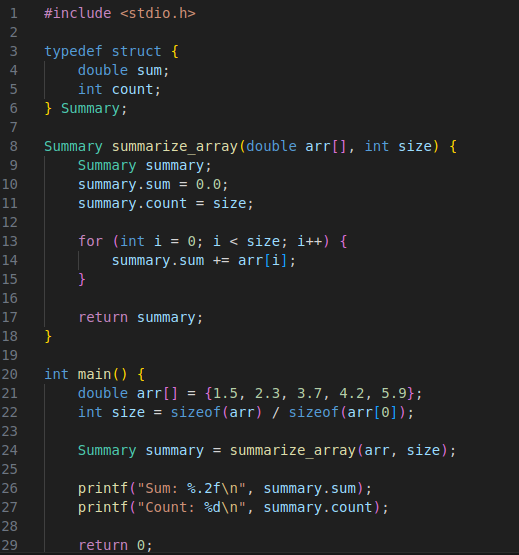 1 #include <stdio.h>
2
3 typedef struct {
4     double sum;
5     int count;
6 } Summary;
7
8 Summary summarize_array(double arr[], int size) {
9     Summary summary;
10     summary.sum = 0.0;
11     summary.count = size;
12
13     for (int i = 0; i < size; i++) {
14         summary.sum += arr[i];
15     }
16
17     return summary;
18 }
19
20 int main() {
21     double arr[] = {1.5, 2.3, 3.7, 4.2, 5.9};
22     int size = sizeof(arr) / sizeof(arr[0]);
23
24     Summary summary = summarize_array(arr, size);
25
26     printf("Sum: %.2f\n", summary.sum);
27     printf("Count: %d\n", summary.count);
28
29     return 0;